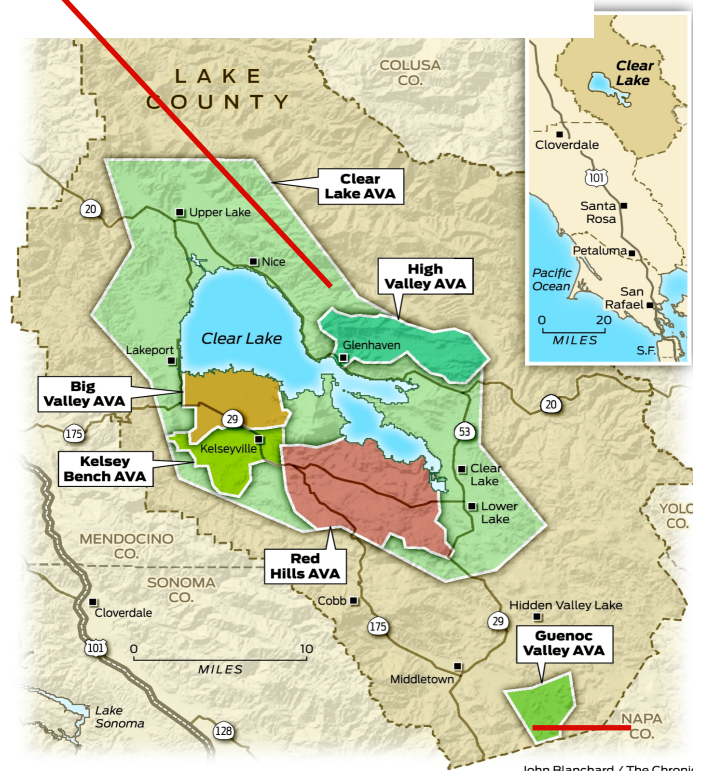 LAKE
COUNTY
COLUSA
CO.
Clear
Lake AVA
20
Upper Lake
Nice
High
Valley AVA
Clear Lake
Glenhaven
Lakeport
Big
Valley AVA
20
29
175
53
Kelseyville
Kelsey
Bench AVA
Clear
Lake
Lower
Lake
YOLO
CO.
MENDOCINO
CO.
Red
Hills AVA
SONOMA
CO.
Cobb
Hidden Valley Lake
Cloverdale
175
29
Guenoc
Valley AVA
101
0 10
MILES
Middletown
Lake
Sonoma
128
NAPA
CO.
Clear
Lake
Cloverdale
101
Santa
Rosa
Petaluma
Pacific
Ocean
San
Rafael
0 20
MILES
S.F.
John Blanchard / The Chronic